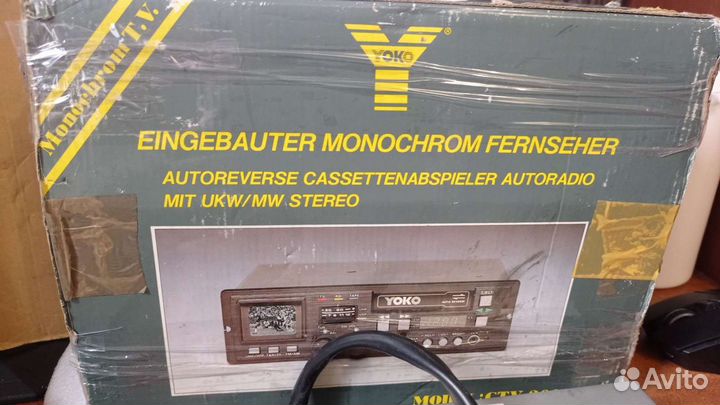 Monochrom T.V.
YOKO
EINGEBAUTER MONOCHROM FERNSEHER
AUTOREVERSE CASSETTENABSPIELER AUTORADIO
MIT UKW/MW STEREO
YOKO
Avito